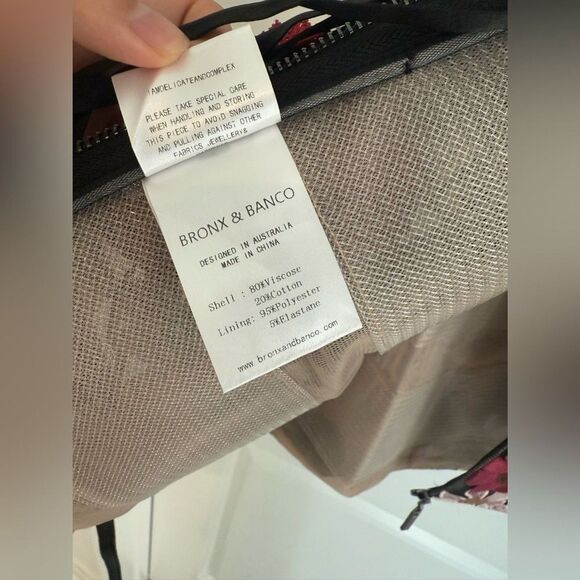 IAMDELICATEANDCOMPLEX
PLEASE TAKE SPECIAL CARE
WHEN HANDLING AND STORING
THIS PIECE TO AVOID SNAGGING
AND PULLING AGAINST OTHER
FABRICS JEWELLERY&
BRONX & BANCO
DESIGNED IN AUSTRALIA
MADE IN CHINA
Shell : 80%Viscose
20%Cotton
Lining: 95%Polyester
5%Elastane
www.bronxandbanco.com